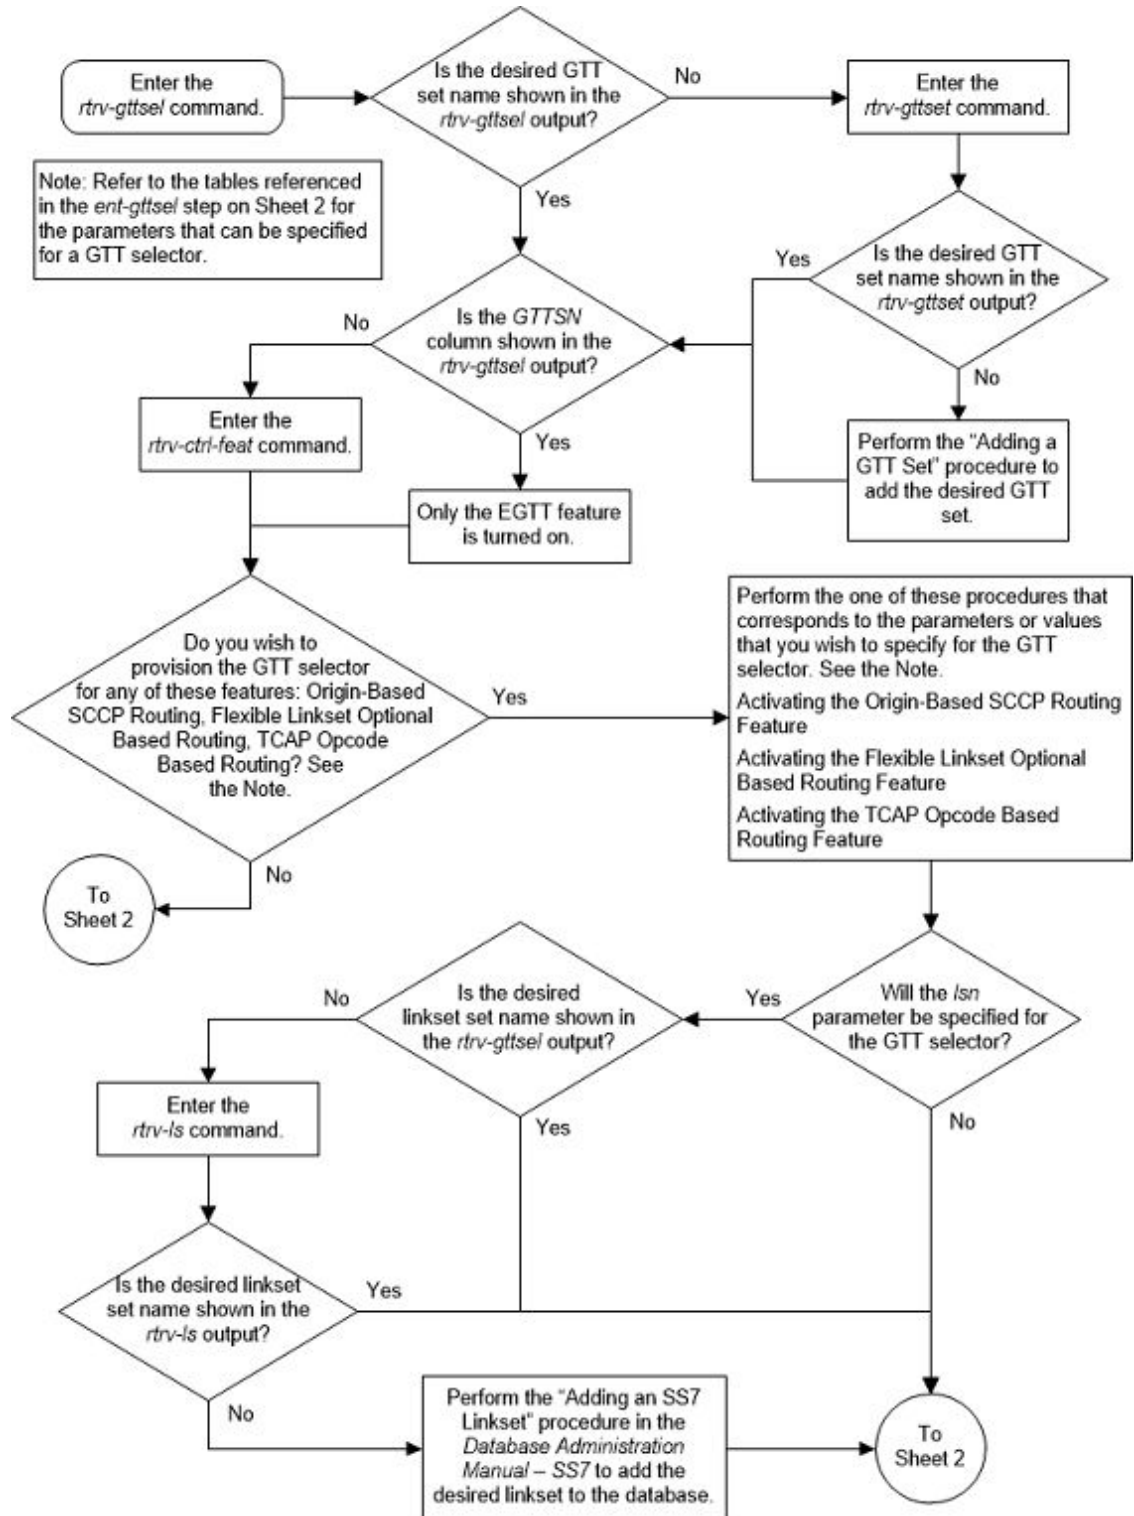 Enter the
rtrv-gttsel command.
Is the desired GTT
set name shown in the
rtrv-gttsel output?
No
Enter the
rtrv-gttset command.
Yes
Note: Refer to the tables referenced
in the ent-gttsel step on Sheet 2 for
the parameters that can be specified
for a GTT selector.
Yes
Is the desired GTT
set name shown in the
rtrv-gttset output?
No
No
Is the GTTSN
column shown in the
rtrv-gttsel output?
Yes
Enter the
rtrv-ctrl-feat command.
Perform the “Adding a
GTT Set” procedure to
add the desired GTT
set.
Only the EGTT feature
is turned on.
Do you wish to
provision the GTT selector
for any of these features: Origin-Based
SCCP Routing, Flexible Linkset Optional
Based Routing, TCAP Opcode
Based Routing? See
the Note.
Yes
Perform the one of these procedures that
corresponds to the parameters or values
that you wish to specify for the GTT
selector. See the Note.
Activating the Origin-Based SCCP Routing
Feature
Activating the Flexible Linkset Optional
Based Routing Feature
Activating the TCAP Opcode Based
Routing Feature
No
To
Sheet 2
Will the lsn
parameter be specified for
the GTT selector?
Yes
No
Is the desired
linkset set name shown in
the rtrv-gttsel output?
No
Yes
Enter the
rtrv-ls command.
Is the desired linkset
set name shown in the
rtrv-ls output?
Yes
No
Perform the “Adding an SS7
Linkset” procedure in the
Database Administration
Manual – SS7 to add the
desired linkset to the database.
To
Sheet 2